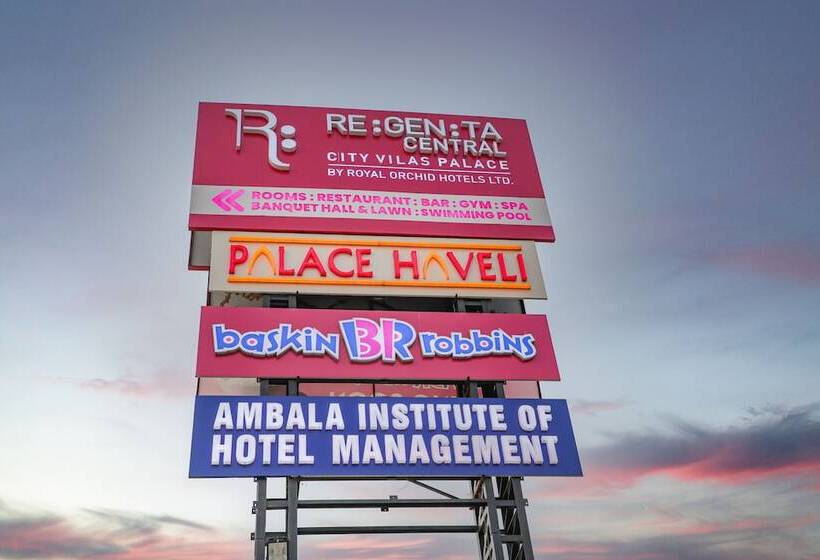 R:
RE:GEN:TA
CENTRAL
CITY VILAS PALACE
BY ROYAL ORCHID HOTELS LTD.
ROOMS : RESTAURANT : BAR : GYM : SPA
BANQUET HALL & LAWN : SWIMMING POOL
PALACE HAVELI
baskin BR robbins
AMBALA INSTITUTE OF
HOTEL MANAGEMENT